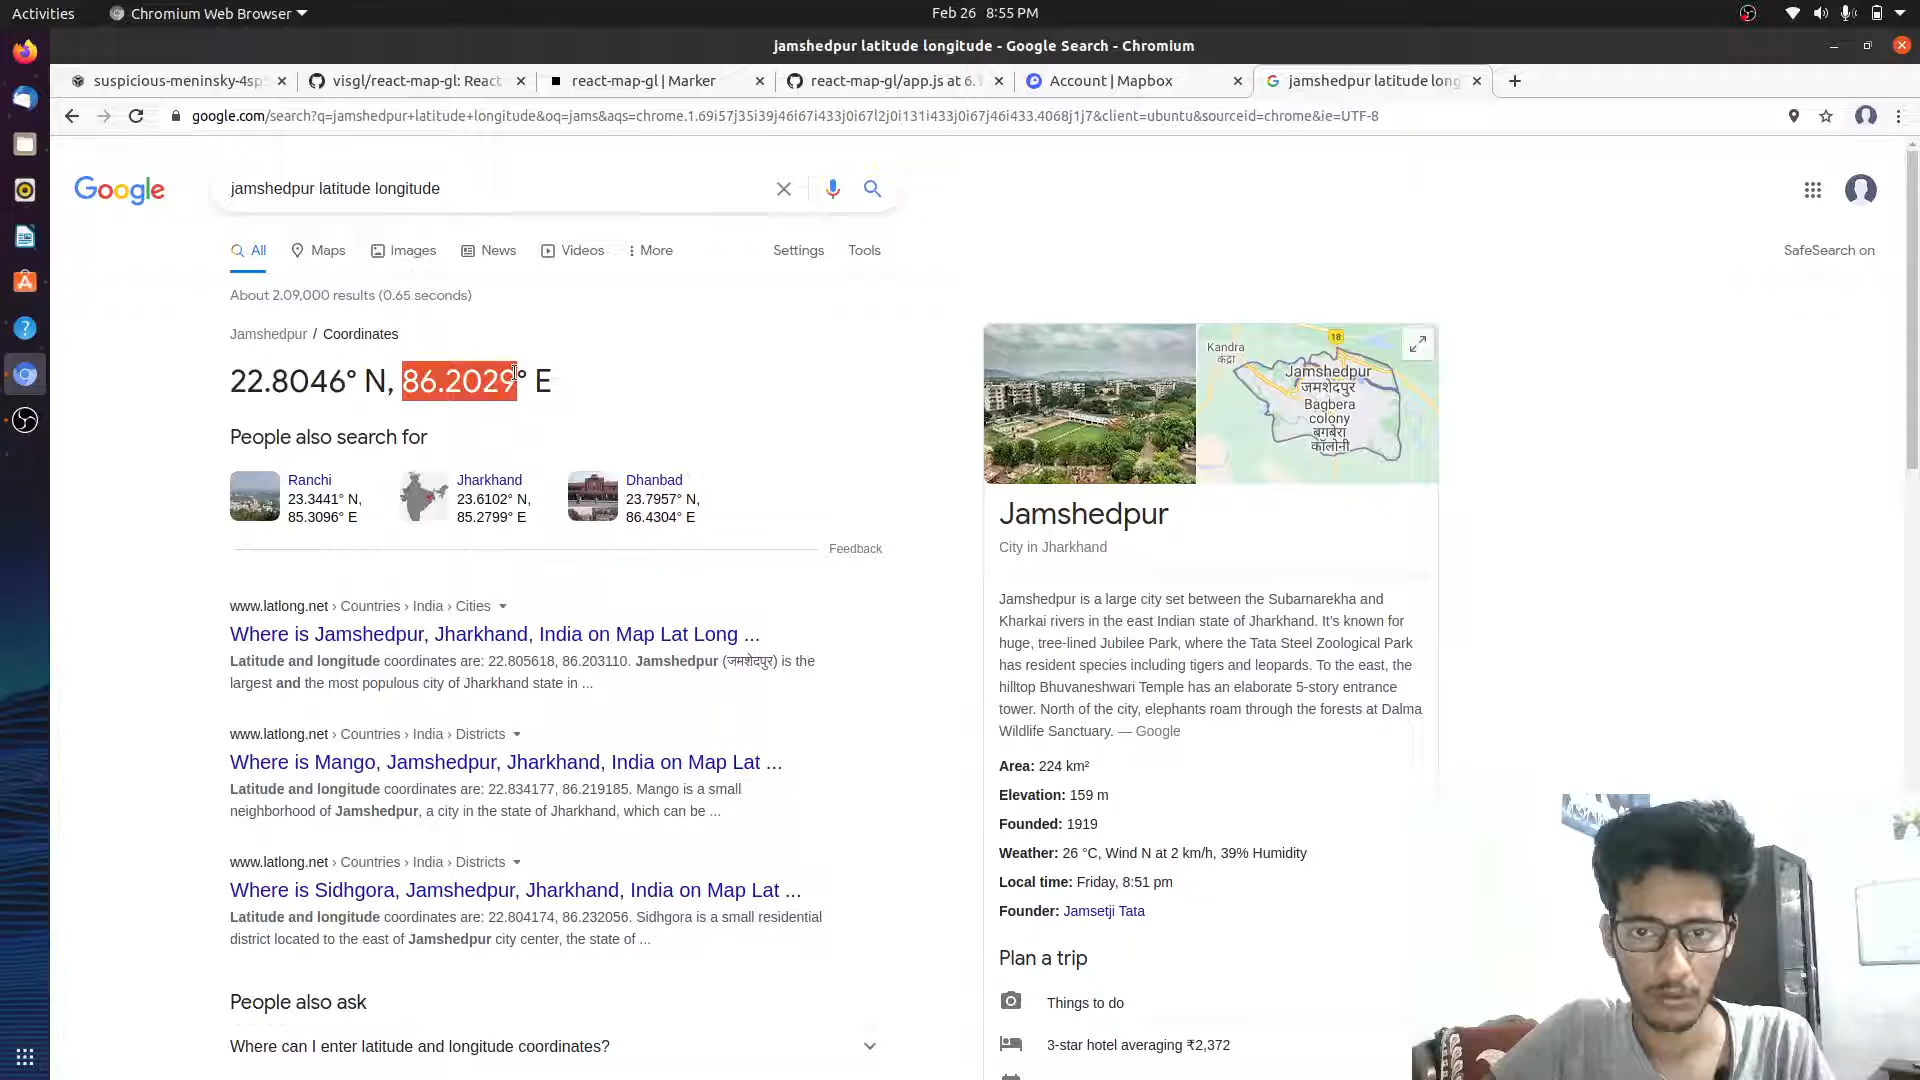 Activities
Chromium Web Browser
Feb 26 8:55 PM
jamshedpur latitude longitude - Google Search - Chromium
suspicious-meninsky-4sp
visgl/react-map-gl: React
react-map-gl | Marker
react-map-gl/app.js at 6.
Account | Mapbox
jamshedpur latitude long
google.com/search?q=jamshedpur+latitude+longitude&oq=jams&aqs=chrome.1.69i57j35i39j46i67i433j0i67l2j0i131i433j0i67j46i433.4068j1j7&client=ubuntu&sourceid=chrome&ie=UTF-8
Google
jamshedpur latitude longitude
All
Maps
Images
News
Videos
More
Settings
Tools
SafeSearch on
About 2,09,000 results (0.65 seconds)
Jamshedpur / Coordinates
22.8046° N, 86.2029° E
People also search for
Ranchi
23.3441° N,
85.3096° E
Jharkhand
23.6102° N,
85.2799° E
Dhanbad
23.7957° N,
86.4304° E
Feedback
www.latlong.net › Countries › India › Cities
Where is Jamshedpur, Jharkhand, India on Map Lat Long ...
Latitude and longitude coordinates are: 22.805618, 86.203110. Jamshedpur (जमशेदपुर) is the
largest and the most populous city of Jharkhand state in ...
www.latlong.net › Countries › India › Districts
Where is Mango, Jamshedpur, Jharkhand, India on Map Lat ...
Latitude and longitude coordinates are: 22.834177, 86.219185. Mango is a small
neighborhood of Jamshedpur, a city in the state of Jharkhand, which can be ...
www.latlong.net › Countries › India › Districts
Where is Sidhgora, Jamshedpur, Jharkhand, India on Map Lat ...
Latitude and longitude coordinates are: 22.804174, 86.232056. Sidhgora is a small residential
district located to the east of Jamshedpur city center, the state of ...
People also ask
Where can I enter latitude and longitude coordinates?
18
Kandra
कंद्रा
Jamshedpur
जमशेदपुर
Bagbera
colony
बगबेरा
कॉलोनी
Jamshedpur
City in Jharkhand
Jamshedpur is a large city set between the Subarnarekha and
Kharkai rivers in the east Indian state of Jharkhand. It's known for
huge, tree-lined Jubilee Park, where the Tata Steel Zoological Park
has resident species including tigers and leopards. To the east, the
hilltop Bhuvaneshwari Temple has an elaborate 5-story entrance
tower. North of the city, elephants roam through the forests at Dalma
Wildlife Sanctuary. — Google
Area: 224 km²
Elevation: 159 m
Founded: 1919
Weather: 26 °C, Wind N at 2 km/h, 39% Humidity
Local time: Friday, 8:51 pm
Founder: Jamsetji Tata
Plan a trip
Things to do
3-star hotel averaging ₹2,372